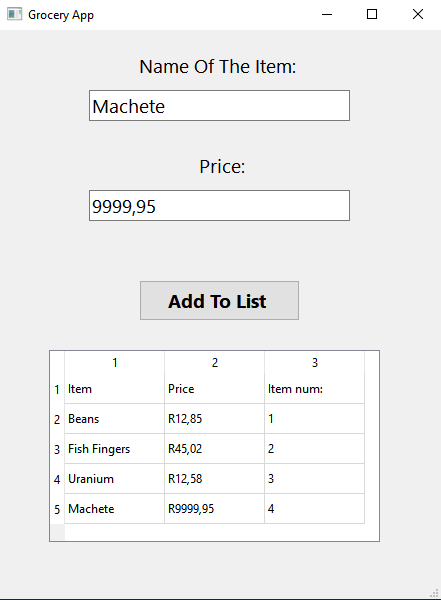 Grocery App
Name Of The Item:
Machete
Price:
9999,95
Add To List
1 2 3
1 Item Price Item num:
2 Beans R12,85 1
3 Fish Fingers R45,02 2
4 Uranium R12,58 3
5 Machete R9999,95 4